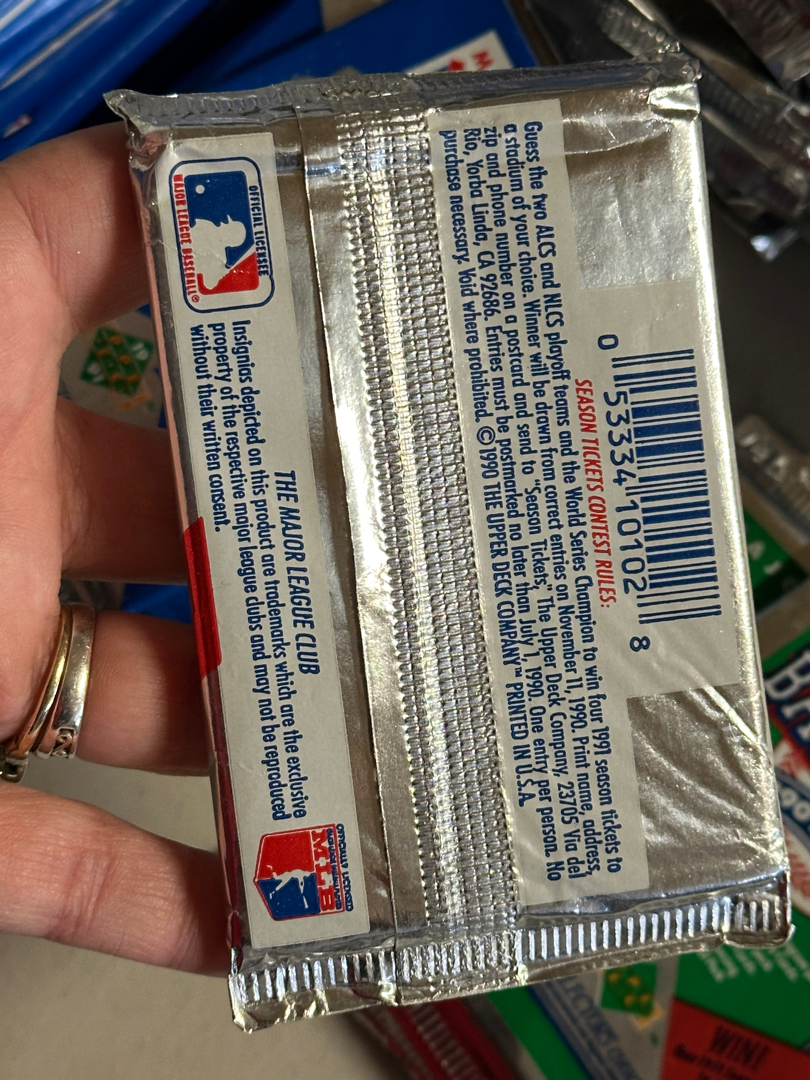 0 53334 10102 8
SEASON TICKETS CONTEST RULES:
Guess the two ALCS and NLCS playoff teams and the World Series Champion to win four 1991 season tickets to
a stadium of your choice. Winner will be drawn from correct entries on November 11, 1990. Print name, address,
zip and phone number on a postcard and send to "Season Tickets," The Upper Deck Company, 23705 Via del
Rio, Yorba Linda, CA 92686. Entries must be postmarked no later than July 1, 1990. One entry per person. No
purchase necessary. Void where prohibited. ©1990 THE UPPER DECK COMPANY™ PRINTED IN U.S.A.
OFFICIAL LICENSEE
MAJOR LEAGUE BASEBALL®
THE MAJOR LEAGUE CLUB
Insignias depicted on this product are trademarks which are the exclusive
property of the respective major league clubs and may not be reproduced
without their written consent.
MLB
WIN!